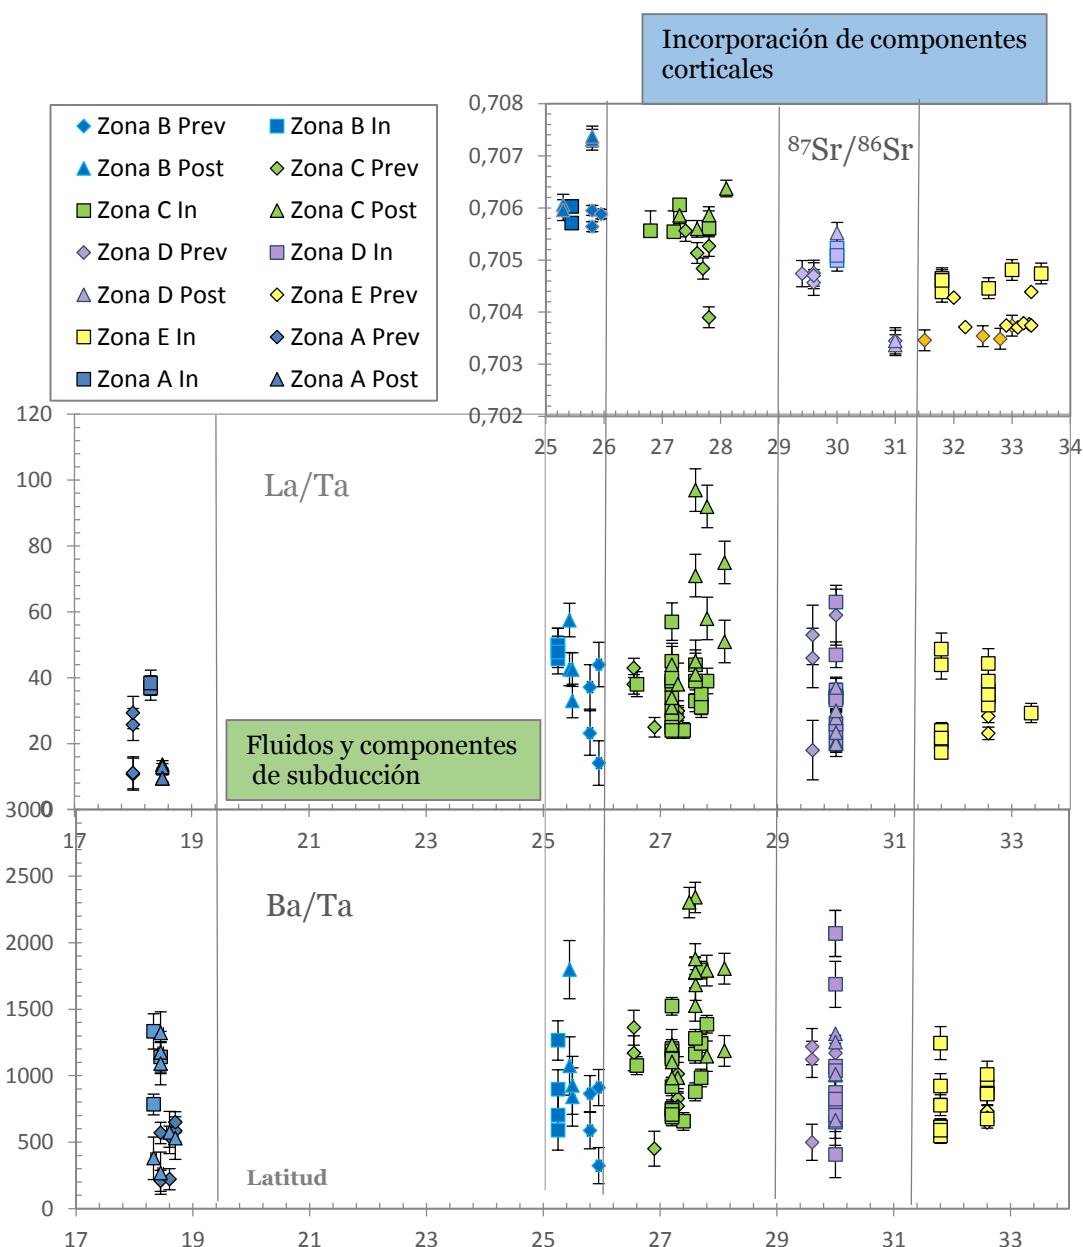 Incorporación de componentes
corticales
Zona B Prev
Zona B In
Zona B Post
Zona C Prev
Zona C In
Zona C Post
Zona D Prev
Zona D In
Zona D Post
Zona E Prev
Zona E In
Zona A Prev
Zona A In
Zona A Post
0,708
0,707
0,706
0,705
0,704
0,703
0,702
⁸⁷Sr/⁸⁶Sr
25 26 27 28 29 30 31 32 33 34
120
100
80
60
40
20
0
La/Ta
Fluidos y componentes
de subducción
17 19 21 23 25 27 29 31 33
3000
2500
2000
1500
1000
500
0
Ba/Ta
Latitud
17 19 21 23 25 27 29 31 33